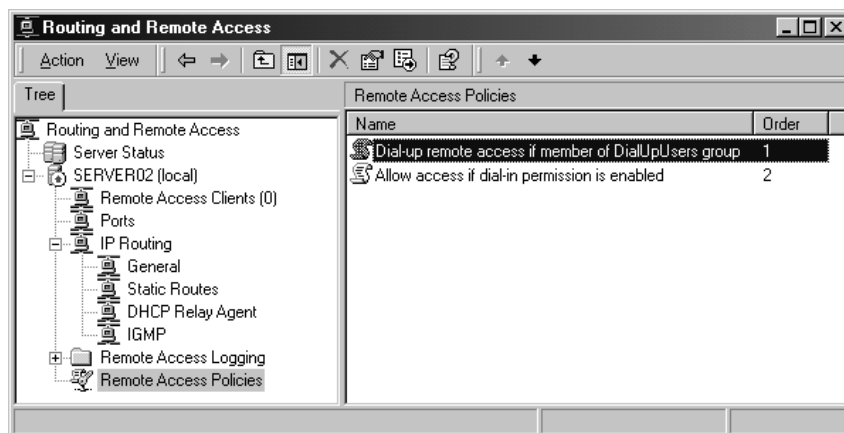 Routing and Remote Access
Action View
Tree
Remote Access Policies
Routing and Remote Access
Server Status
SERVER02 (local)
Remote Access Clients (0)
Ports
IP Routing
General
Static Routes
DHCP Relay Agent
IGMP
Remote Access Logging
Remote Access Policies
Name Order
Dial-up remote access if member of DialUpUsers group 1
Allow access if dial-in permission is enabled 2